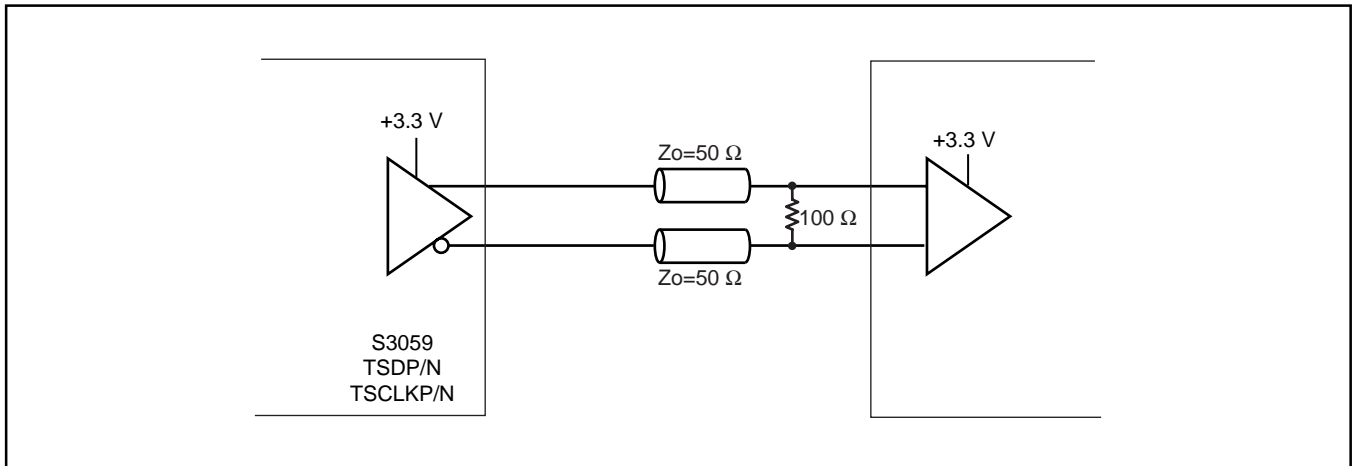 +3.3 V
+3.3 V
Zo=50 Ω
100 Ω
Zo=50 Ω
S3059
TSDP/N
TSCLKP/N